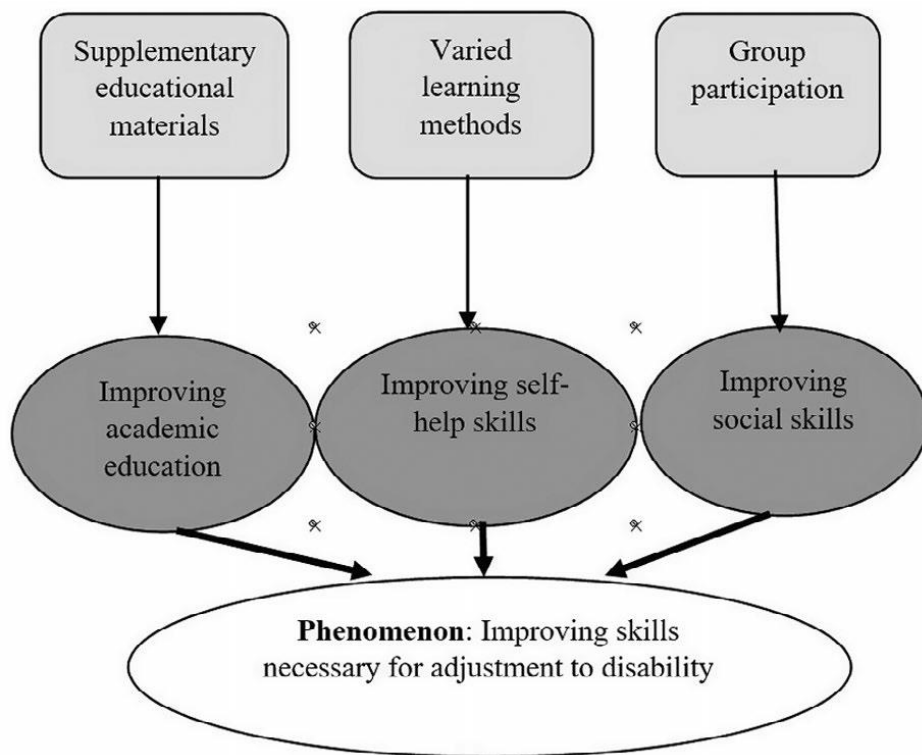 Supplementary
educational
materials
Varied
learning
methods
Group
participation
Improving
academic
education
Improving self-
help skills
Improving
social skills
Phenomenon: Improving skills
necessary for adjustment to disability